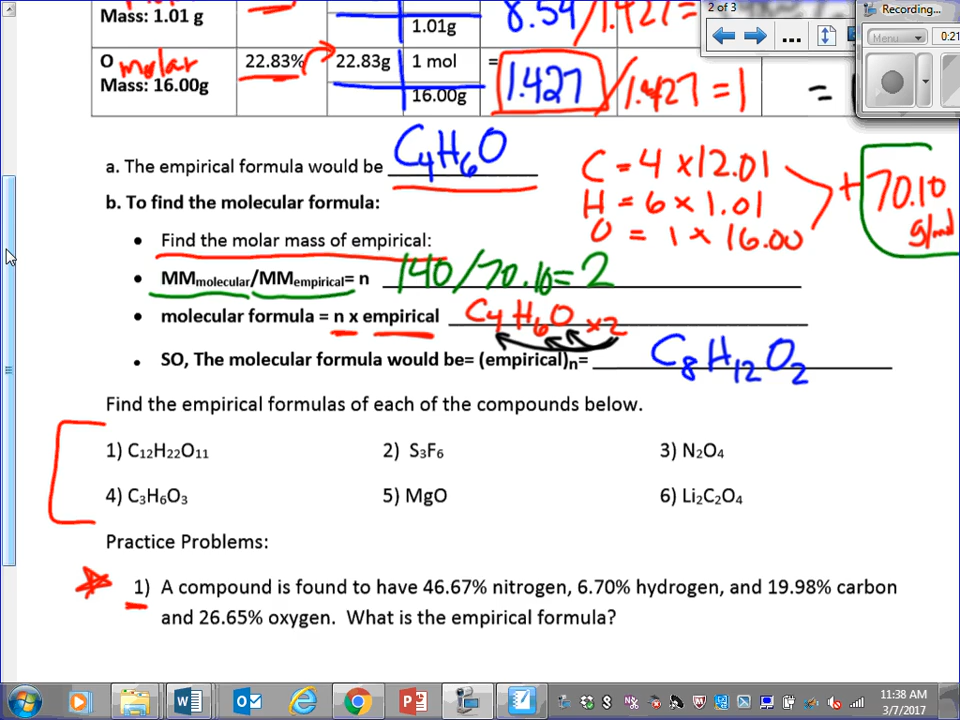 Mass: 1.01 g
1.01g
8.54/1.427=
2 of 3
Recording...
Menu
0:21
O molar
Mass: 16.00g
22.83%
22.83g
1 mol
16.00g
=
1.427
/1.427 = 1
=
a. The empirical formula would be C4H6O
C = 4 x 12.01
H = 6 x 1.01
O = 1 x 16.00
+
70.10
g/mol
b. To find the molecular formula:
• Find the molar mass of empirical:
• MMmolecular/MMempirical= n 140/70.10=2
• molecular formula = n x empirical C4H6O x2
• SO, The molecular formula would be= (empirical)n= C8H12O2
Find the empirical formulas of each of the compounds below.
1) C12H22O11 2) S3F6 3) N2O4
4) C3H6O3 5) MgO 6) Li2C2O4
Practice Problems:
1) A compound is found to have 46.67% nitrogen, 6.70% hydrogen, and 19.98% carbon
and 26.65% oxygen. What is the empirical formula?
11:38 AM
3/7/2017